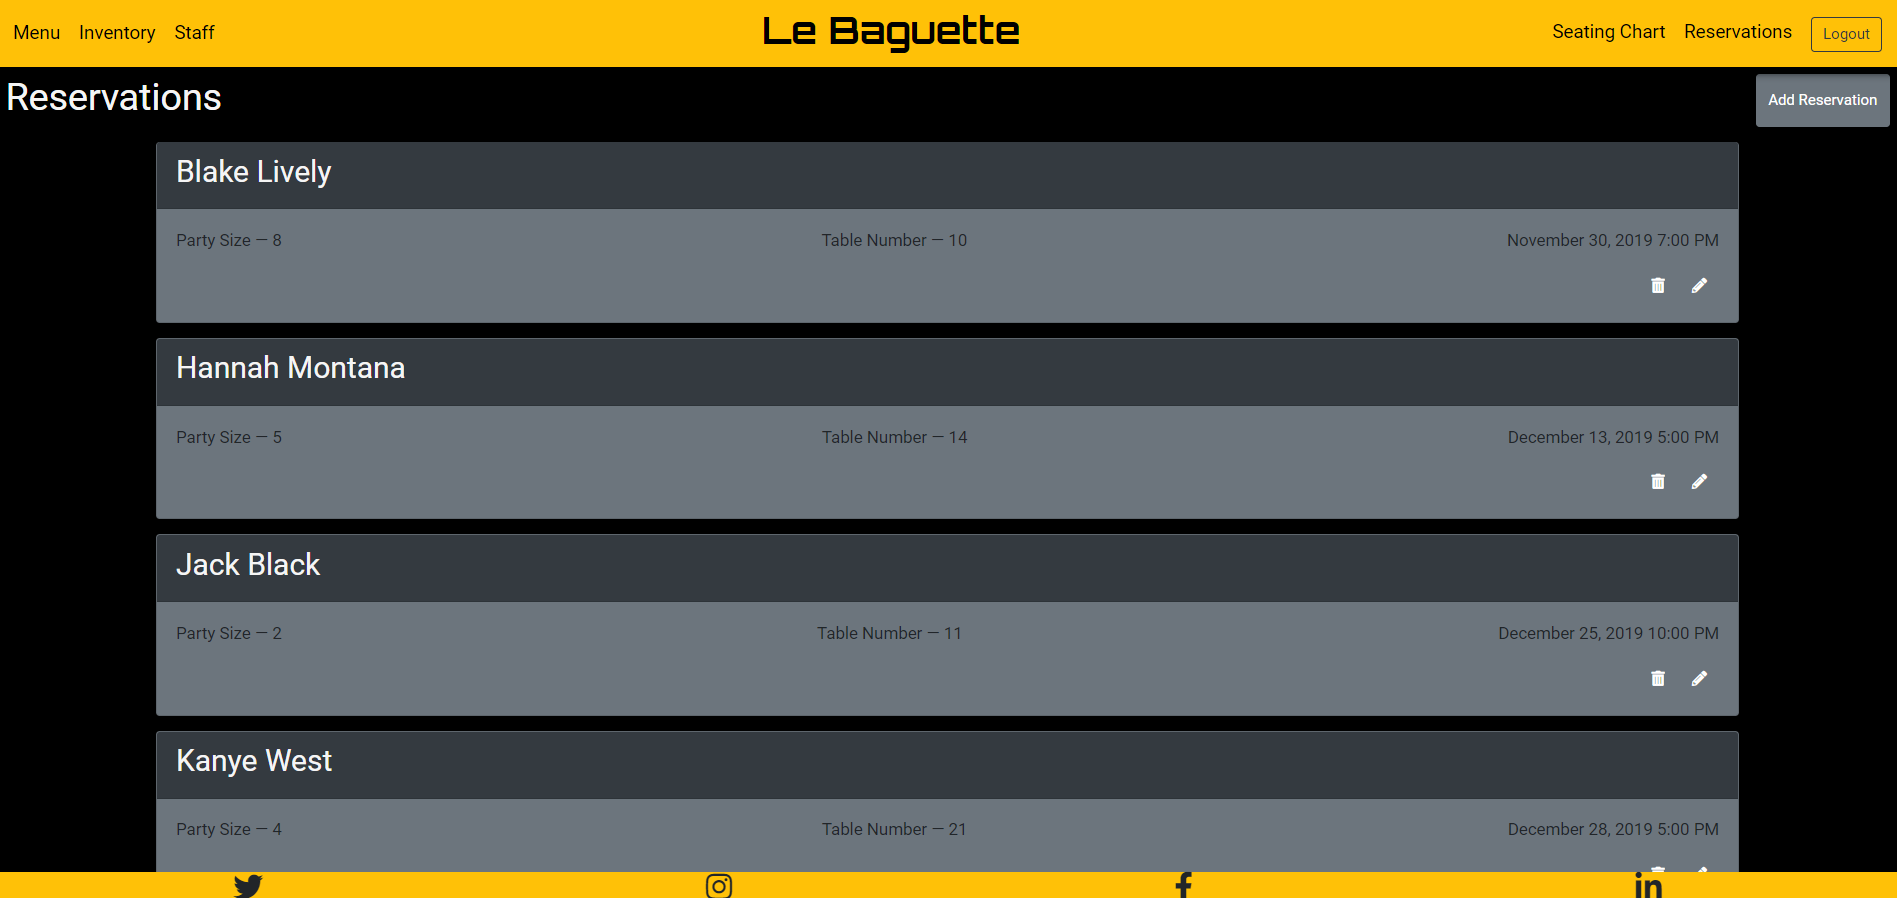 Menu Inventory Staff Le Baguette Seating Chart Reservations Logout
Reservations Add Reservation
Blake Lively
Party Size — 8 Table Number — 10 November 30, 2019 7:00 PM
Hannah Montana
Party Size — 5 Table Number — 14 December 13, 2019 5:00 PM
Jack Black
Party Size — 2 Table Number — 11 December 25, 2019 10:00 PM
Kanye West
Party Size — 4 Table Number — 21 December 28, 2019 5:00 PM